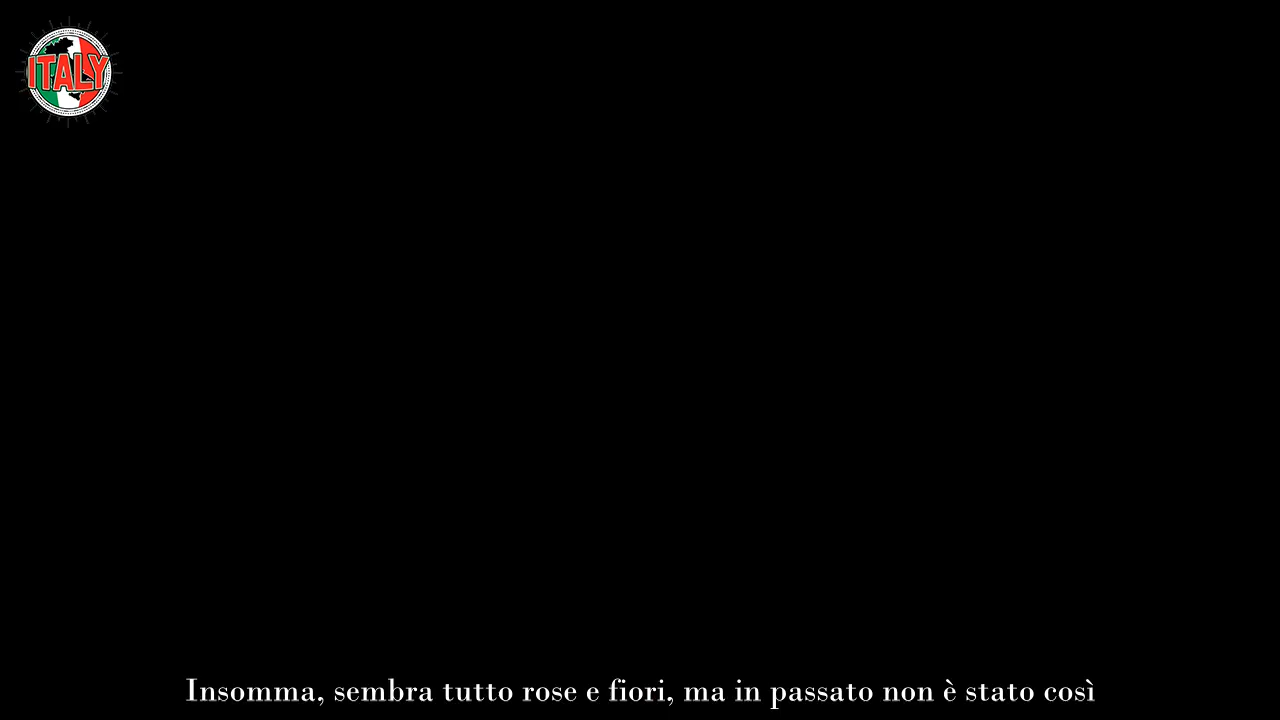 ITALY
Insomma, sembra tutto rose e fiori, ma in passato non è stato così